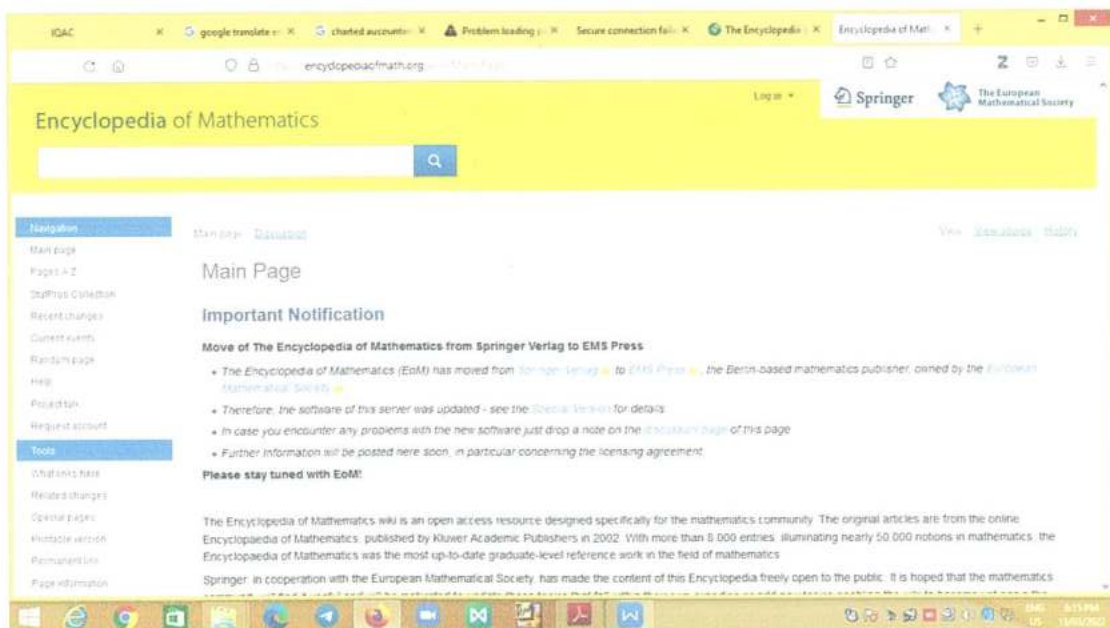 IQAC
google translate
charted accounter
Problem loading
Secure connection fail
The Encyclopedia
Encyclopedia of Mat
encyclopediaofmath.org
Log in
Springer
The European
Mathematical Society
Encyclopedia of Mathematics
Navigation
Main page
Pages A-Z
StatProb Collection
Recent changes
Current events
Random page
Help
Project talk
Request account
Tools
What links here
Related changes
Special pages
Printable version
Permanent link
Page information
Main page Discussion
View View source History
Main Page
Important Notification
Move of The Encyclopedia of Mathematics from Springer Verlag to EMS Press
• The Encyclopedia of Mathematics (EoM) has moved from Springer Verlag to EMS Press , the Berlin-based mathematics publisher, owned by the European
Mathematical Society
• Therefore, the software of this server was updated - see the Special:Version for details
• In case you encounter any problems with the new software just drop a note on the discussion page of this page
• Further Information will be posted here soon, in particular concerning the licensing agreement
Please stay tuned with EoM!
The Encyclopedia of Mathematics wiki is an open access resource designed specifically for the mathematics community. The original articles are from the online
Encyclopaedia of Mathematics, published by Kluwer Academic Publishers in 2002. With more than 8,000 entries, illuminating nearly 50,000 notions in mathematics, the
Encyclopaedia of Mathematics was the most up-to-date graduate-level reference work in the field of mathematics.
Springer, in cooperation with the European Mathematical Society, has made the content of this Encyclopedia freely open to the public. It is hoped that the mathematics
ENG
US
6:15 PM
13/03/2022